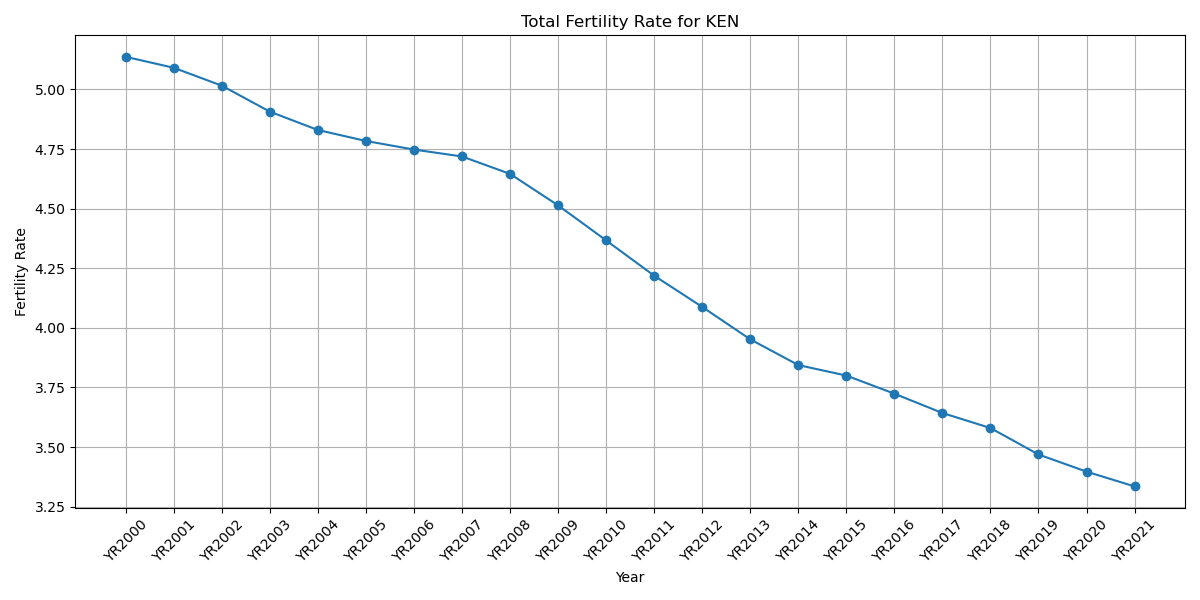 Total Fertility Rate for KEN
Fertility Rate
5.00
4.75
4.50
4.25
4.00
3.75
3.50
3.25
YR2000
YR2001
YR2002
YR2003
YR2004
YR2005
YR2006
YR2007
YR2008
YR2009
YR2010
YR2011
YR2012
YR2013
YR2014
YR2015
YR2016
YR2017
YR2018
YR2019
YR2020
YR2021
Year